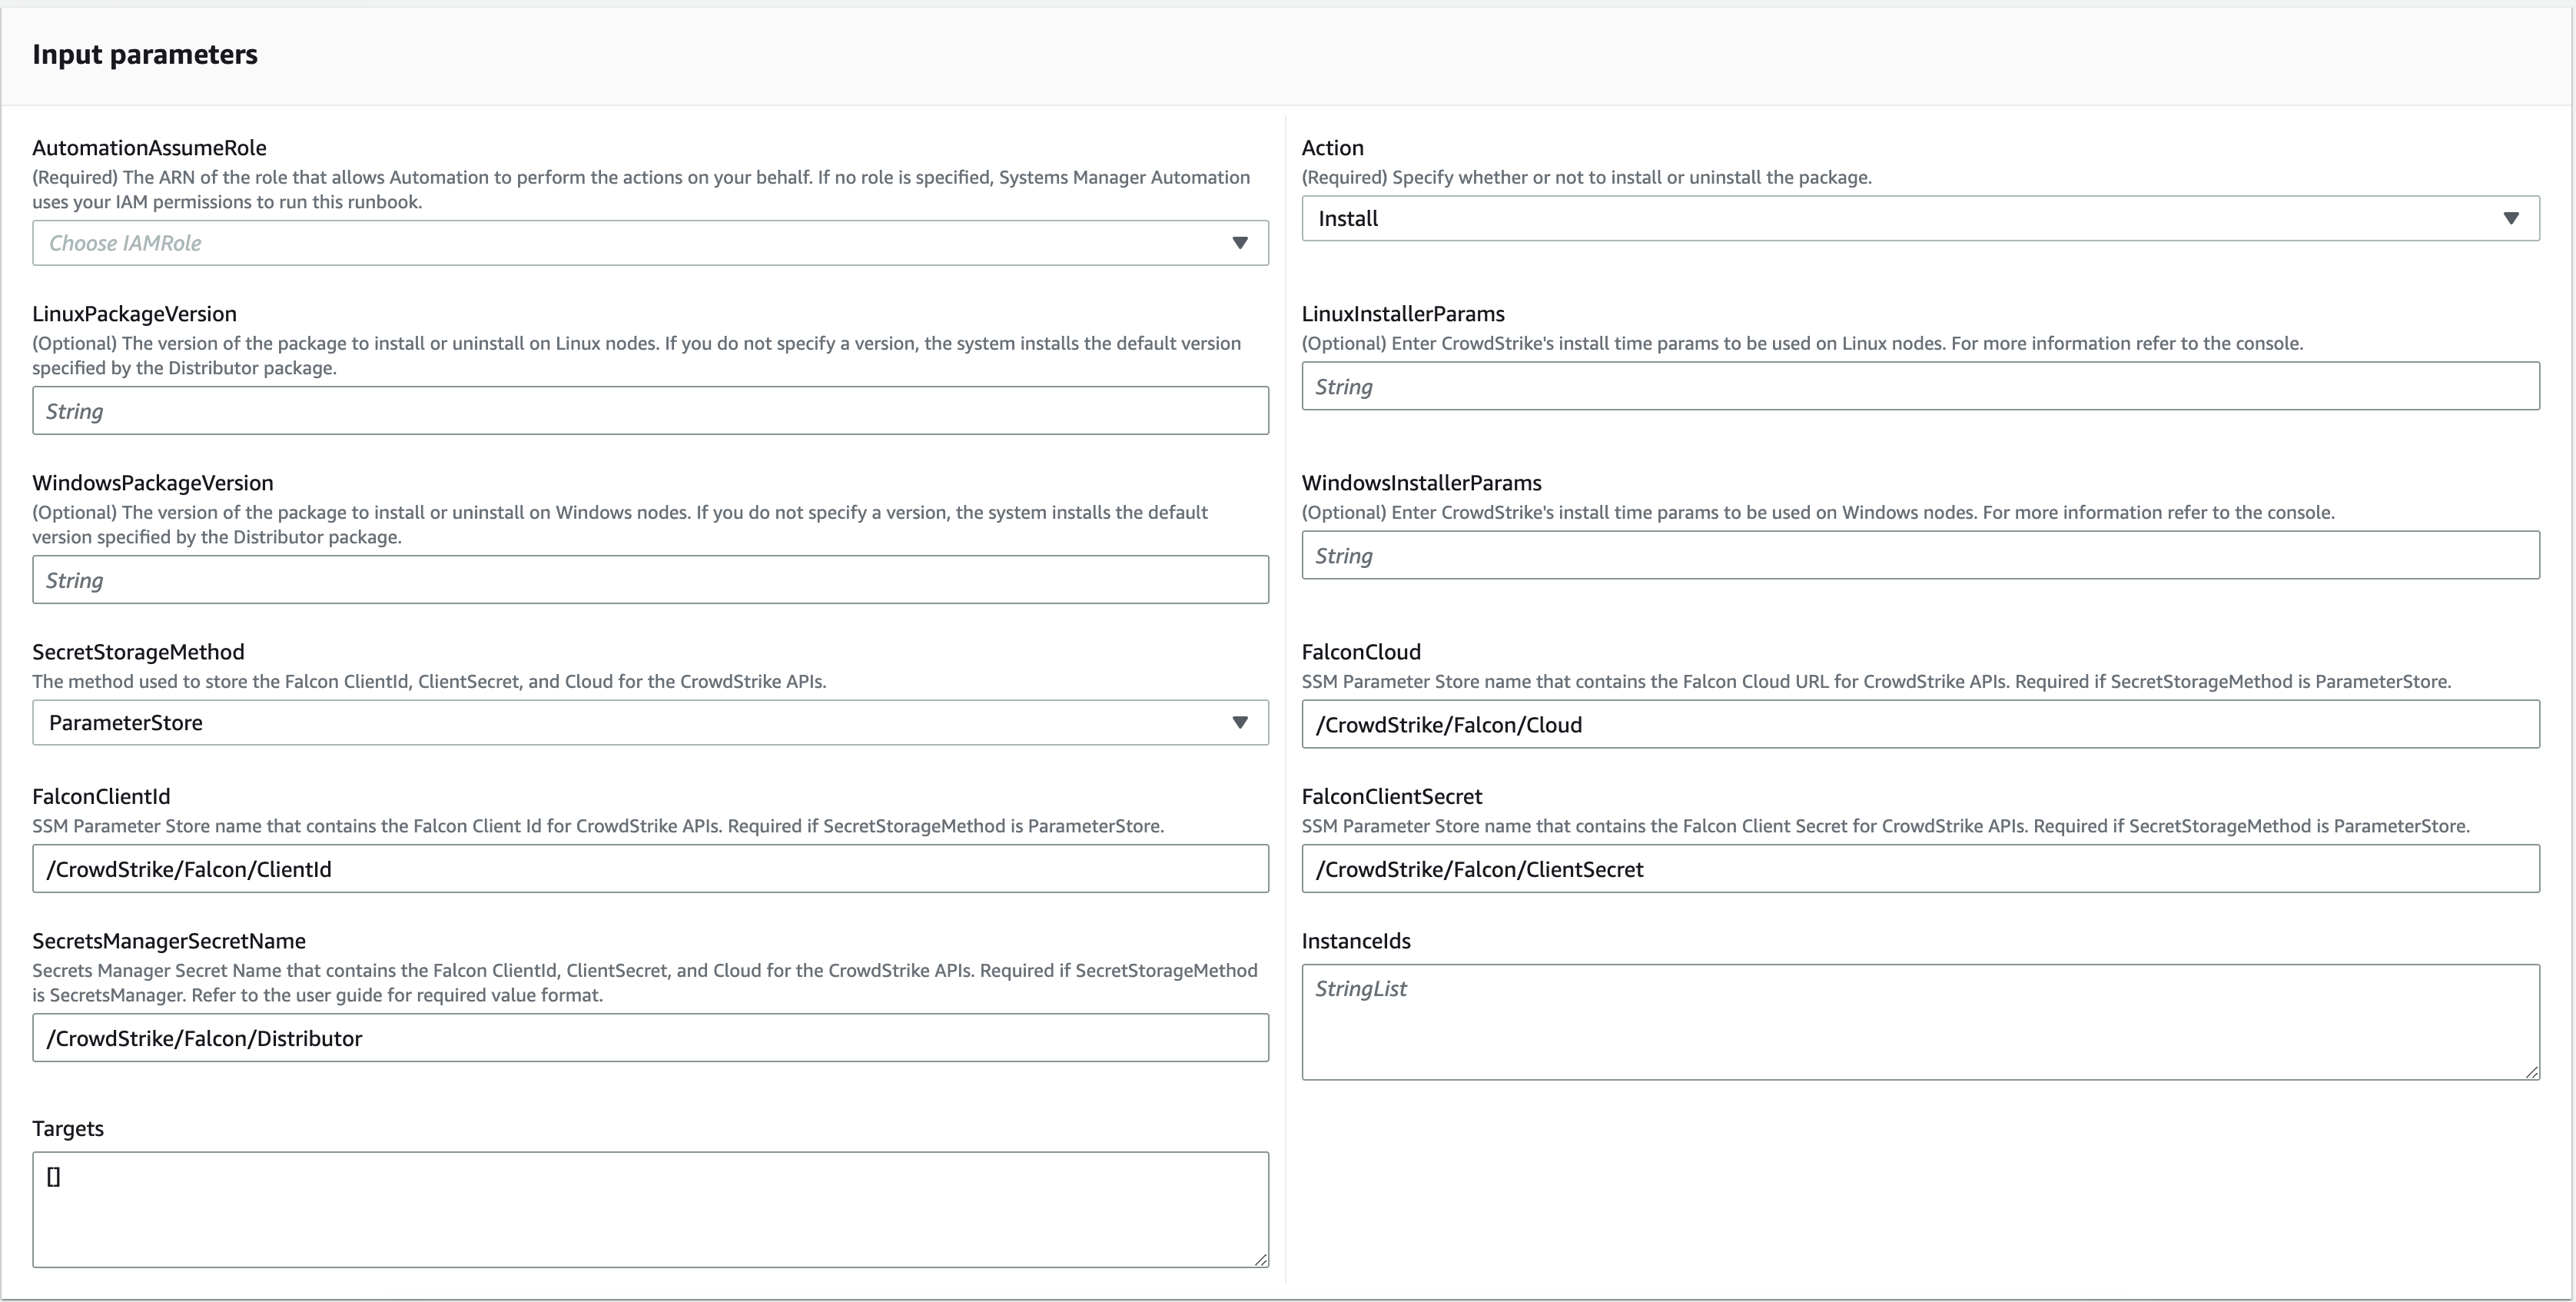 Input parameters
AutomationAssumeRole
(Required) The ARN of the role that allows Automation to perform the actions on your behalf. If no role is specified, Systems Manager Automation
uses your IAM permissions to run this runbook.
Choose IAMRole
Action
(Required) Specify whether or not to install or uninstall the package.
Install
LinuxPackageVersion
(Optional) The version of the package to install or uninstall on Linux nodes. If you do not specify a version, the system installs the default version
specified by the Distributor package.
String
LinuxInstallerParams
(Optional) Enter CrowdStrike's install time params to be used on Linux nodes. For more information refer to the console.
String
WindowsPackageVersion
(Optional) The version of the package to install or uninstall on Windows nodes. If you do not specify a version, the system installs the default
version specified by the Distributor package.
String
WindowsInstallerParams
(Optional) Enter CrowdStrike's install time params to be used on Windows nodes. For more information refer to the console.
String
SecretStorageMethod
The method used to store the Falcon ClientId, ClientSecret, and Cloud for the CrowdStrike APIs.
ParameterStore
FalconCloud
SSM Parameter Store name that contains the Falcon Cloud URL for CrowdStrike APIs. Required if SecretStorageMethod is ParameterStore.
/CrowdStrike/Falcon/Cloud
FalconClientId
SSM Parameter Store name that contains the Falcon Client Id for CrowdStrike APIs. Required if SecretStorageMethod is ParameterStore.
/CrowdStrike/Falcon/ClientId
FalconClientSecret
SSM Parameter Store name that contains the Falcon Client Secret for CrowdStrike APIs. Required if SecretStorageMethod is ParameterStore.
/CrowdStrike/Falcon/ClientSecret
SecretsManagerSecretName
Secrets Manager Secret Name that contains the Falcon ClientId, ClientSecret, and Cloud for the CrowdStrike APIs. Required if SecretStorageMethod
is SecretsManager. Refer to the user guide for required value format.
/CrowdStrike/Falcon/Distributor
InstanceIds
StringList
Targets
[]